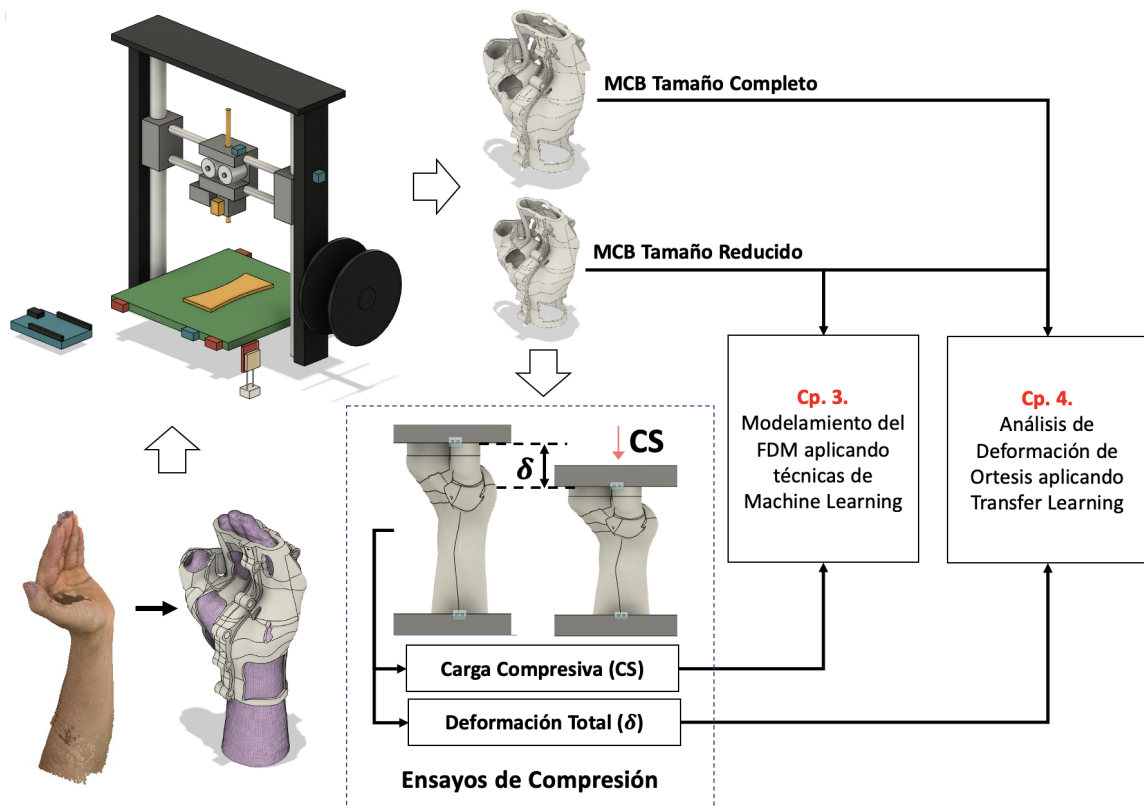 MCB Tamaño Completo
MCB Tamaño Reducido
Cp. 3.
Modelamiento del
FDM aplicando
técnicas de
Machine Learning
Cp. 4.
Análisis de
Deformación de
Ortesis aplicando
Transfer Learning
CS
δ
Carga Compresiva (CS)
Deformación Total (δ)
Ensayos de Compresión